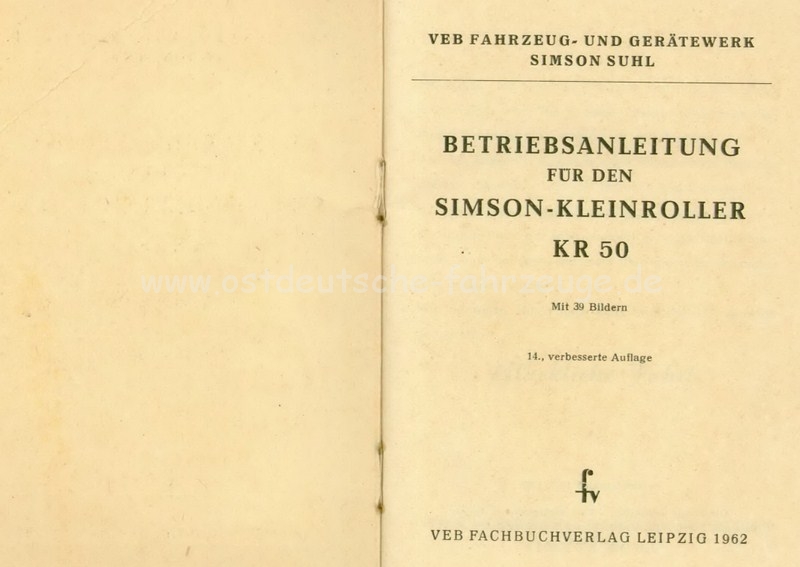 VEB FAHRZEUG- UND GERÄTEWERK
SIMSON SUHL
BETRIEBSANLEITUNG
FÜR DEN
SIMSON-KLEINROLLER
KR 50
www.ostdeutsche-fahrzeuge.de
Mit 39 Bildern
14., verbesserte Auflage
fv
VEB FACHBUCHVERLAG LEIPZIG 1962